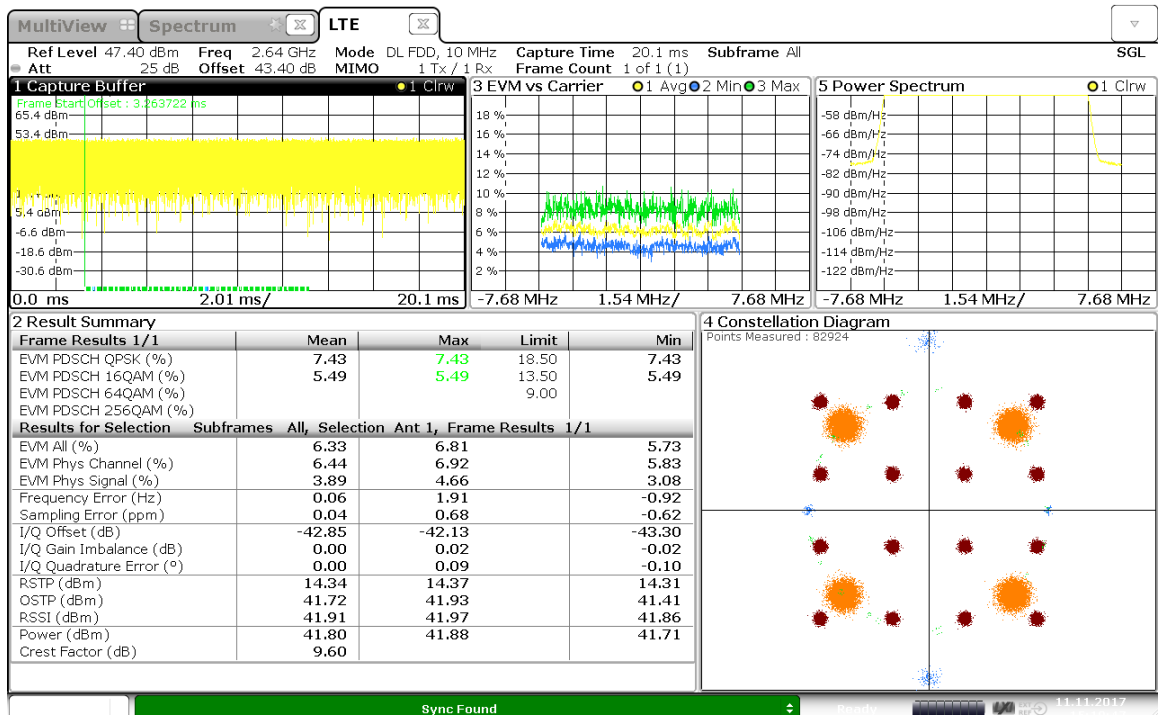 MultiView Spectrum LTE
Ref Level 47.40 dBm Freq 2.64 GHz Mode DL FDD, 10 MHz Capture Time 20.1 ms Subframe All SGL
Att 25 dB Offset 43.40 dB MIMO 1 Tx / 1 Rx Frame Count 1 of 1 (1)
1 Capture Buffer 1 Clrw
Frame Start Offset : 3.263722 ms
65.4 dBm
53.4 dBm
5.4 dBm
-6.6 dBm
-18.6 dBm
-30.6 dBm
0.0 ms 2.01 ms/ 20.1 ms
3 EVM vs Carrier 1 Avg 2 Min 3 Max
18 %
16 %
14 %
12 %
10 %
8 %
6 %
4 %
2 %
-7.68 MHz 1.54 MHz/ 7.68 MHz
5 Power Spectrum 1 Clrw
-58 dBm/Hz
-66 dBm/Hz
-74 dBm/Hz
-82 dBm/Hz
-90 dBm/Hz
-98 dBm/Hz
-106 dBm/Hz
-114 dBm/Hz
-122 dBm/Hz
-7.68 MHz 1.54 MHz/ 7.68 MHz
2 Result Summary
Frame Results 1/1 Mean Max Limit Min
EVM PDSCH QPSK (%) 7.43 7.43 18.50 7.43
EVM PDSCH 16QAM (%) 5.49 5.49 13.50 5.49
EVM PDSCH 64QAM (%) 9.00
EVM PDSCH 256QAM (%)
Results for Selection Subframes All, Selection Ant 1, Frame Results 1/1
EVM All (%) 6.33 6.81 5.73
EVM Phys Channel (%) 6.44 6.92 5.83
EVM Phys Signal (%) 3.89 4.66 3.08
Frequency Error (Hz) 0.06 1.91 -0.92
Sampling Error (ppm) 0.04 0.68 -0.62
I/Q Offset (dB) -42.85 -42.13 -43.30
I/Q Gain Imbalance (dB) 0.00 0.02 -0.02
I/Q Quadrature Error (°) 0.00 0.09 -0.10
RSTP (dBm) 14.34 14.37 14.31
OSTP (dBm) 41.72 41.93 41.41
RSSI (dBm) 41.91 41.97 41.86
Power (dBm) 41.80 41.88 41.71
Crest Factor (dB) 9.60
4 Constellation Diagram
Points Measured : 82924
Sync Found Ready 11.11.2017